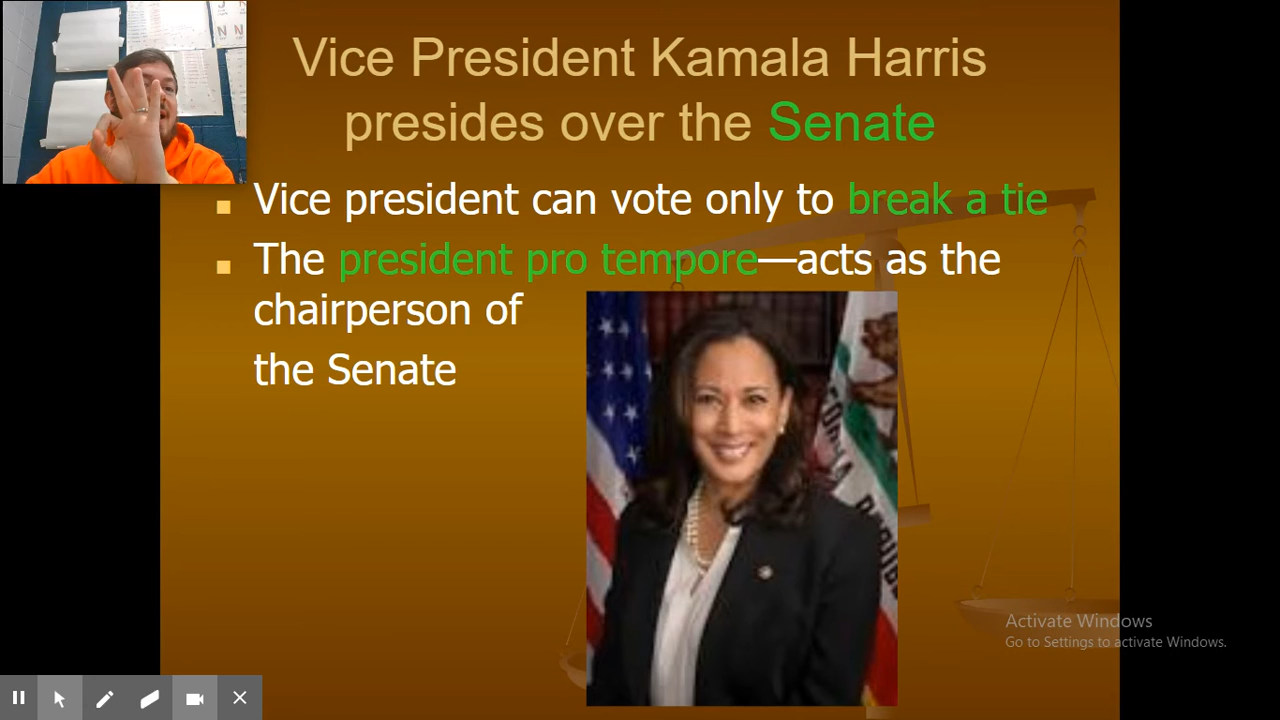 Vice President Kamala Harris
presides over the Senate
Vice president can vote only to break a tie
The president pro tempore—acts as the
chairperson of
the Senate
Activate Windows
Go to Settings to activate Windows.